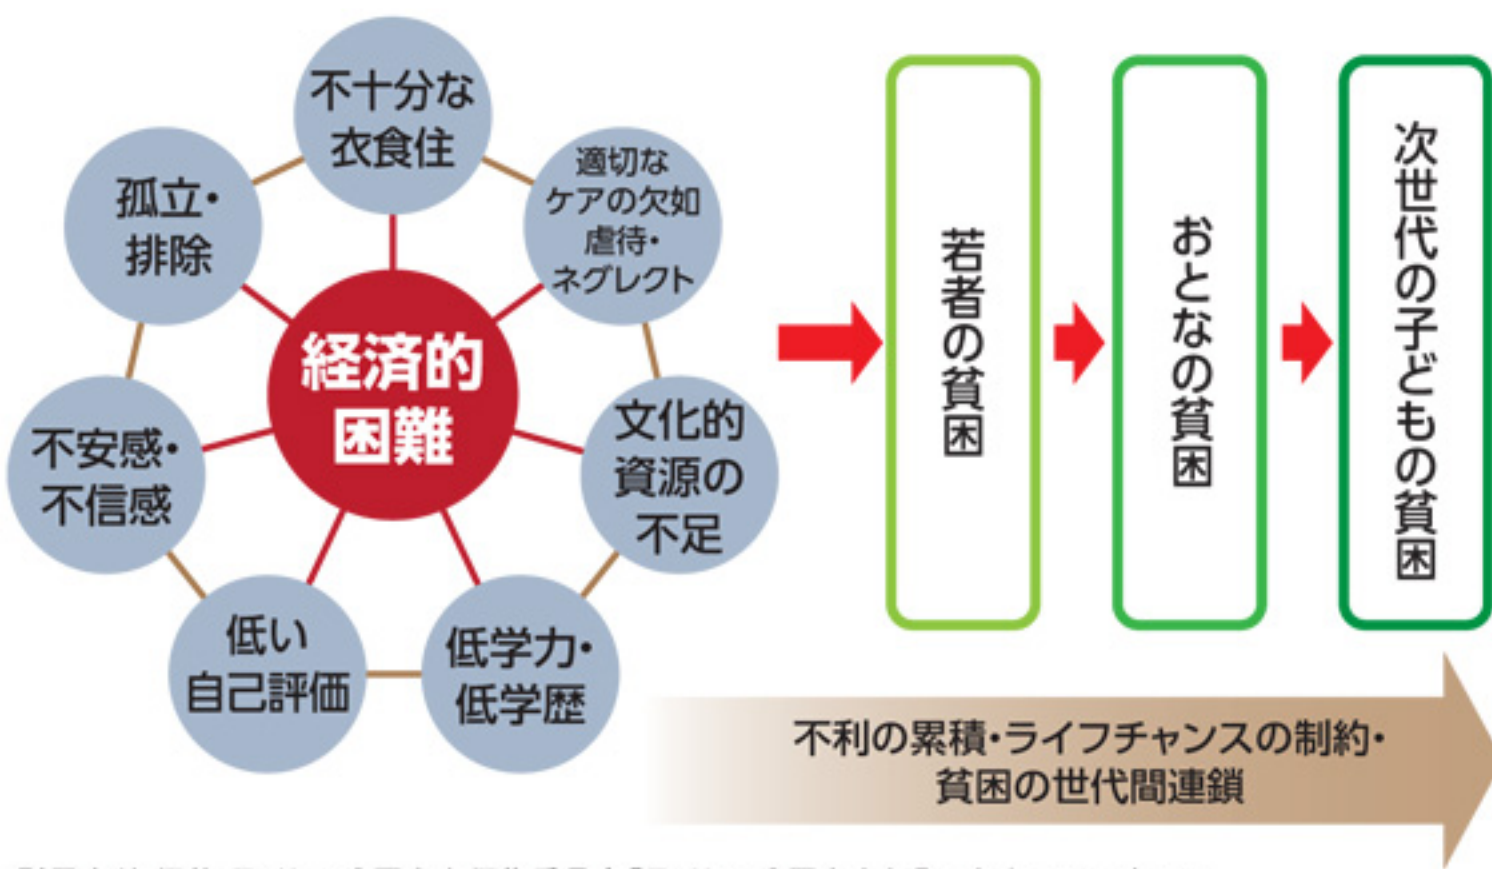 不十分な
衣食住
適切な
ケアの欠如
虐待・
ネグレクト
文化的
資源の
不足
低学力・
低学歴
低い
自己評価
不安感・
不信感
孤立・
排除
経済的
困難
若者の貧困
おとなの貧困
次世代の子どもの貧困
不利の累積・ライフチャンスの制約・
貧困の世代間連鎖